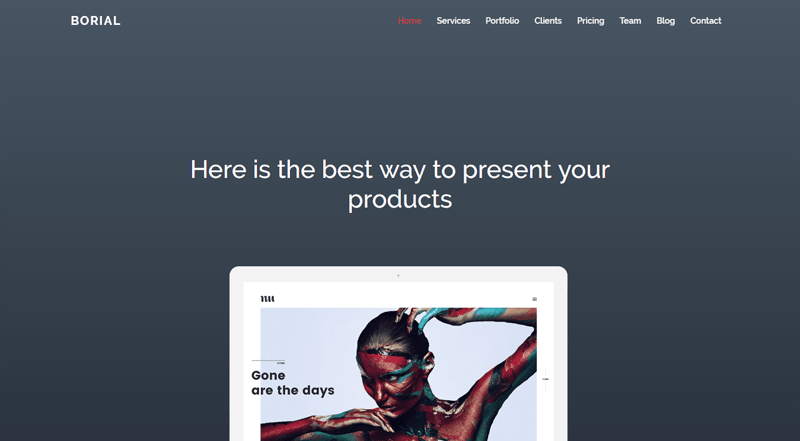 BORIAL
Home Services Portfolio Clients Pricing Team Blog Contact
Here is the best way to present your
products
Gone
are the days